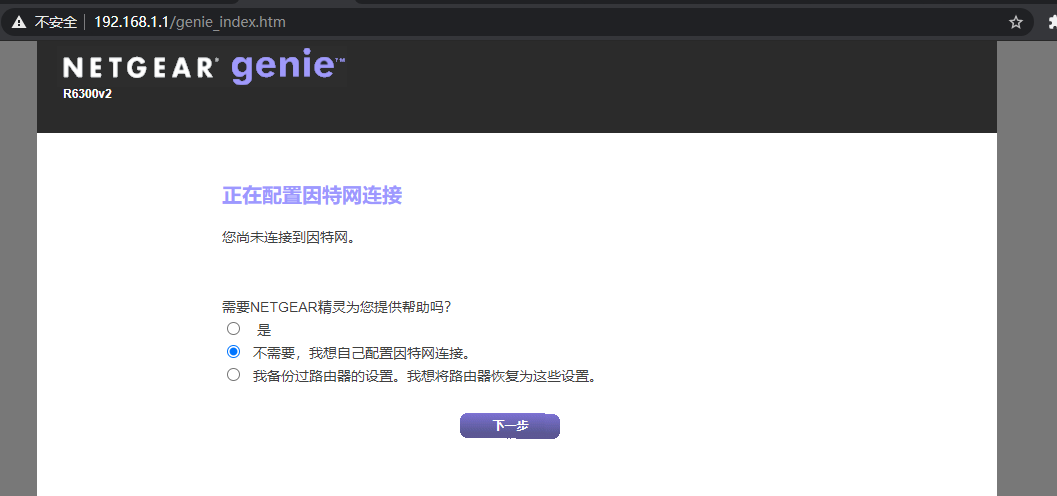 不安全 192.168.1.1/genie_index.htm
NETGEAR® genie™
R6300v2
正在配置因特网连接
您尚未连接到因特网。
需要NETGEAR精灵为您提供帮助吗?
是
不需要，我想自己配置因特网连接。
我备份过路由器的设置。我想将路由器恢复为这些设置。
下一步